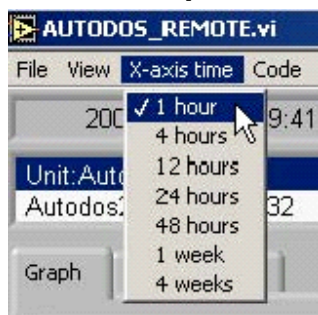 AUTODOS_REMOTE.vi
File View X-axis time Code
200 9:41
✓ 1 hour
4 hours
12 hours
24 hours
48 hours
1 week
4 weeks
Unit:Auto
Autodos2 32
Graph